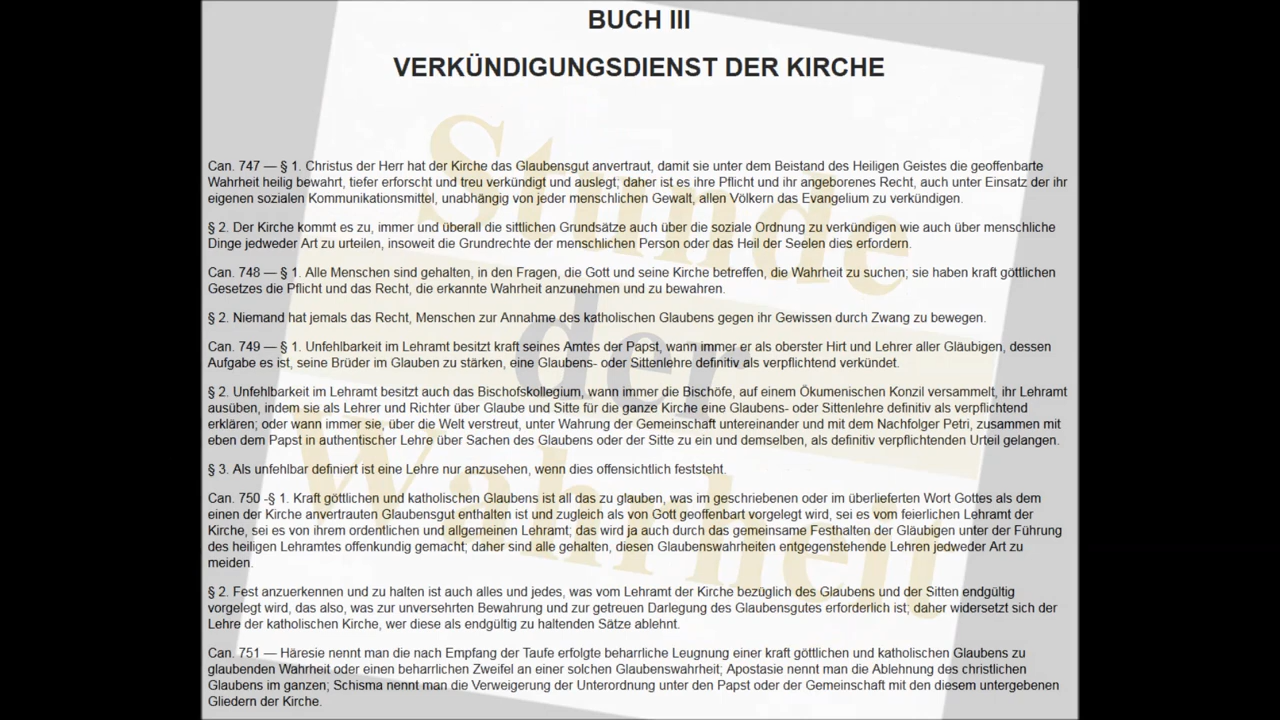 BUCH III
VERKÜNDIGUNGSDIENST DER KIRCHE
Can. 747 — § 1. Christus der Herr hat der Kirche das Glaubensgut anvertraut, damit sie unter dem Beistand des Heiligen Geistes die geoffenbarte
Wahrheit heilig bewahrt, tiefer erforscht und treu verkündigt und auslegt; daher ist es ihre Pflicht und ihr angeborenes Recht, auch unter Einsatz der ihr
eigenen sozialen Kommunikationsmittel, unabhängig von jeder menschlichen Gewalt, allen Völkern das Evangelium zu verkündigen.
§ 2. Der Kirche kommt es zu, immer und überall die sittlichen Grundsätze auch über die soziale Ordnung zu verkündigen wie auch über menschliche
Dinge jedweder Art zu urteilen, insoweit die Grundrechte der menschlichen Person oder das Heil der Seelen dies erfordern.
Can. 748 — § 1. Alle Menschen sind gehalten, in den Fragen, die Gott und seine Kirche betreffen, die Wahrheit zu suchen; sie haben kraft göttlichen
Gesetzes die Pflicht und das Recht, die erkannte Wahrheit anzunehmen und zu bewahren.
§ 2. Niemand hat jemals das Recht, Menschen zur Annahme des katholischen Glaubens gegen ihr Gewissen durch Zwang zu bewegen.
Can. 749 — § 1. Unfehlbarkeit im Lehramt besitzt kraft seines Amtes der Papst, wann immer er als oberster Hirt und Lehrer aller Gläubigen, dessen
Aufgabe es ist, seine Brüder im Glauben zu stärken, eine Glaubens- oder Sittenlehre definitiv als verpflichtend verkündet.
§ 2. Unfehlbarkeit im Lehramt besitzt auch das Bischofskollegium, wann immer die Bischöfe, auf einem Ökumenischen Konzil versammelt, ihr Lehramt
ausüben, indem sie als Lehrer und Richter über Glaube und Sitte für die ganze Kirche eine Glaubens- oder Sittenlehre definitiv als verpflichtend
erklären; oder wann immer sie, über die Welt verstreut, unter Wahrung der Gemeinschaft untereinander und mit dem Nachfolger Petri, zusammen mit
eben dem Papst in authentischer Lehre über Sachen des Glaubens oder der Sitte zu ein und demselben, als definitiv verpflichtenden Urteil gelangen.
§ 3. Als unfehlbar definiert ist eine Lehre nur anzusehen, wenn dies offensichtlich feststeht.
Can. 750 -§ 1. Kraft göttlichen und katholischen Glaubens ist all das zu glauben, was im geschriebenen oder im überlieferten Wort Gottes als dem
einen der Kirche anvertrauten Glaubensgut enthalten ist und zugleich als von Gott geoffenbart vorgelegt wird, sei es vom feierlichen Lehramt der
Kirche, sei es von ihrem ordentlichen und allgemeinen Lehramt; das wird ja auch durch das gemeinsame Festhalten der Gläubigen unter der Führung
des heiligen Lehramtes offenkundig gemacht; daher sind alle gehalten, diesen Glaubenswahrheiten entgegenstehende Lehren jedweder Art zu
meiden.
§ 2. Fest anzuerkennen und zu halten ist auch alles und jedes, was vom Lehramt der Kirche bezüglich des Glaubens und der Sitten endgültig
vorgelegt wird, das also, was zur unversehrten Bewahrung und zur getreuen Darlegung des Glaubensgutes erforderlich ist; daher widersetzt sich der
Lehre der katholischen Kirche, wer diese als endgültig zu haltenden Sätze ablehnt.
Can. 751 — Häresie nennt man die nach Empfang der Taufe erfolgte beharrliche Leugnung einer kraft göttlichen und katholischen Glaubens zu
glaubenden Wahrheit oder einen beharrlichen Zweifel an einer solchen Glaubenswahrheit; Apostasie nennt man die Ablehnung des christlichen
Glaubens im ganzen; Schisma nennt man die Verweigerung der Unterordnung unter den Papst oder der Gemeinschaft mit den diesem untergebenen
Gliedern der Kirche.
Stunde
der
Wahrheit